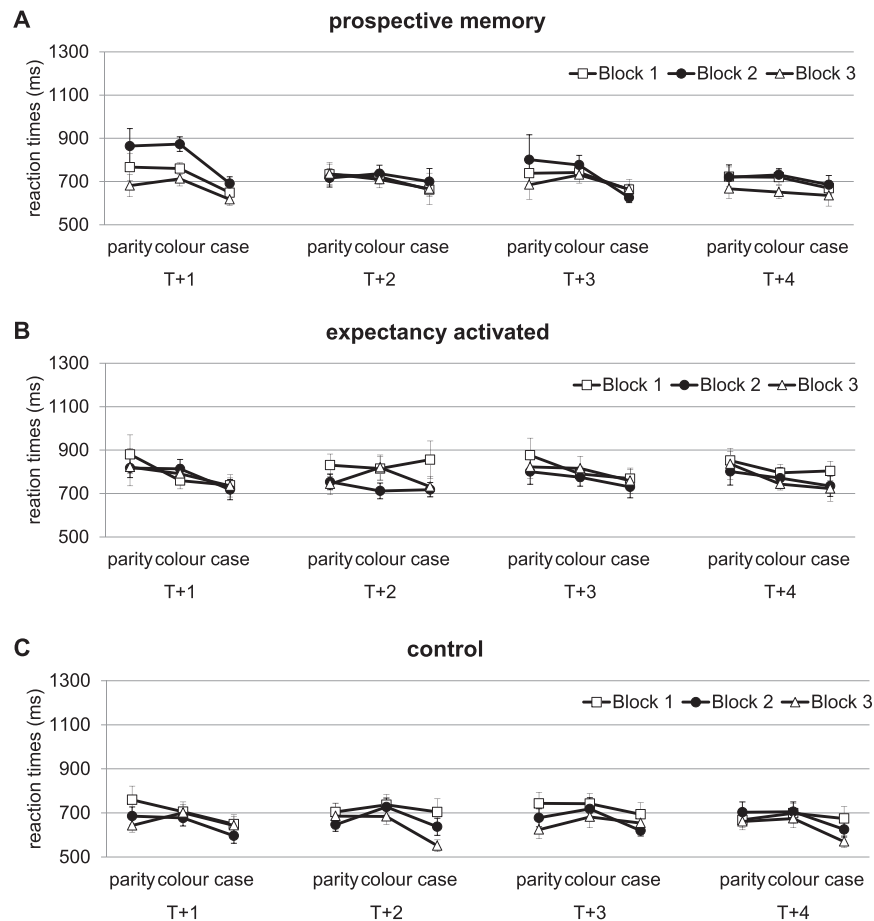 A
prospective memory
1300
Block 1 Block 2 Block 3
1100
900
700
500
reaction times (ms)
parity colour case parity colour case parity colour case parity colour case
T+1 T+2 T+3 T+4
B
expectancy activated
1300
Block 1 Block 2 Block 3
1100
900
700
500
reation times (ms)
parity colour case parity colour case parity colour case parity colour case
T+1 T+2 T+3 T+4
C
control
1300
Block 1 Block 2 Block 3
1100
900
700
500
reaction times (ms)
parity colour case parity colour case parity colour case parity colour case
T+1 T+2 T+3 T+4